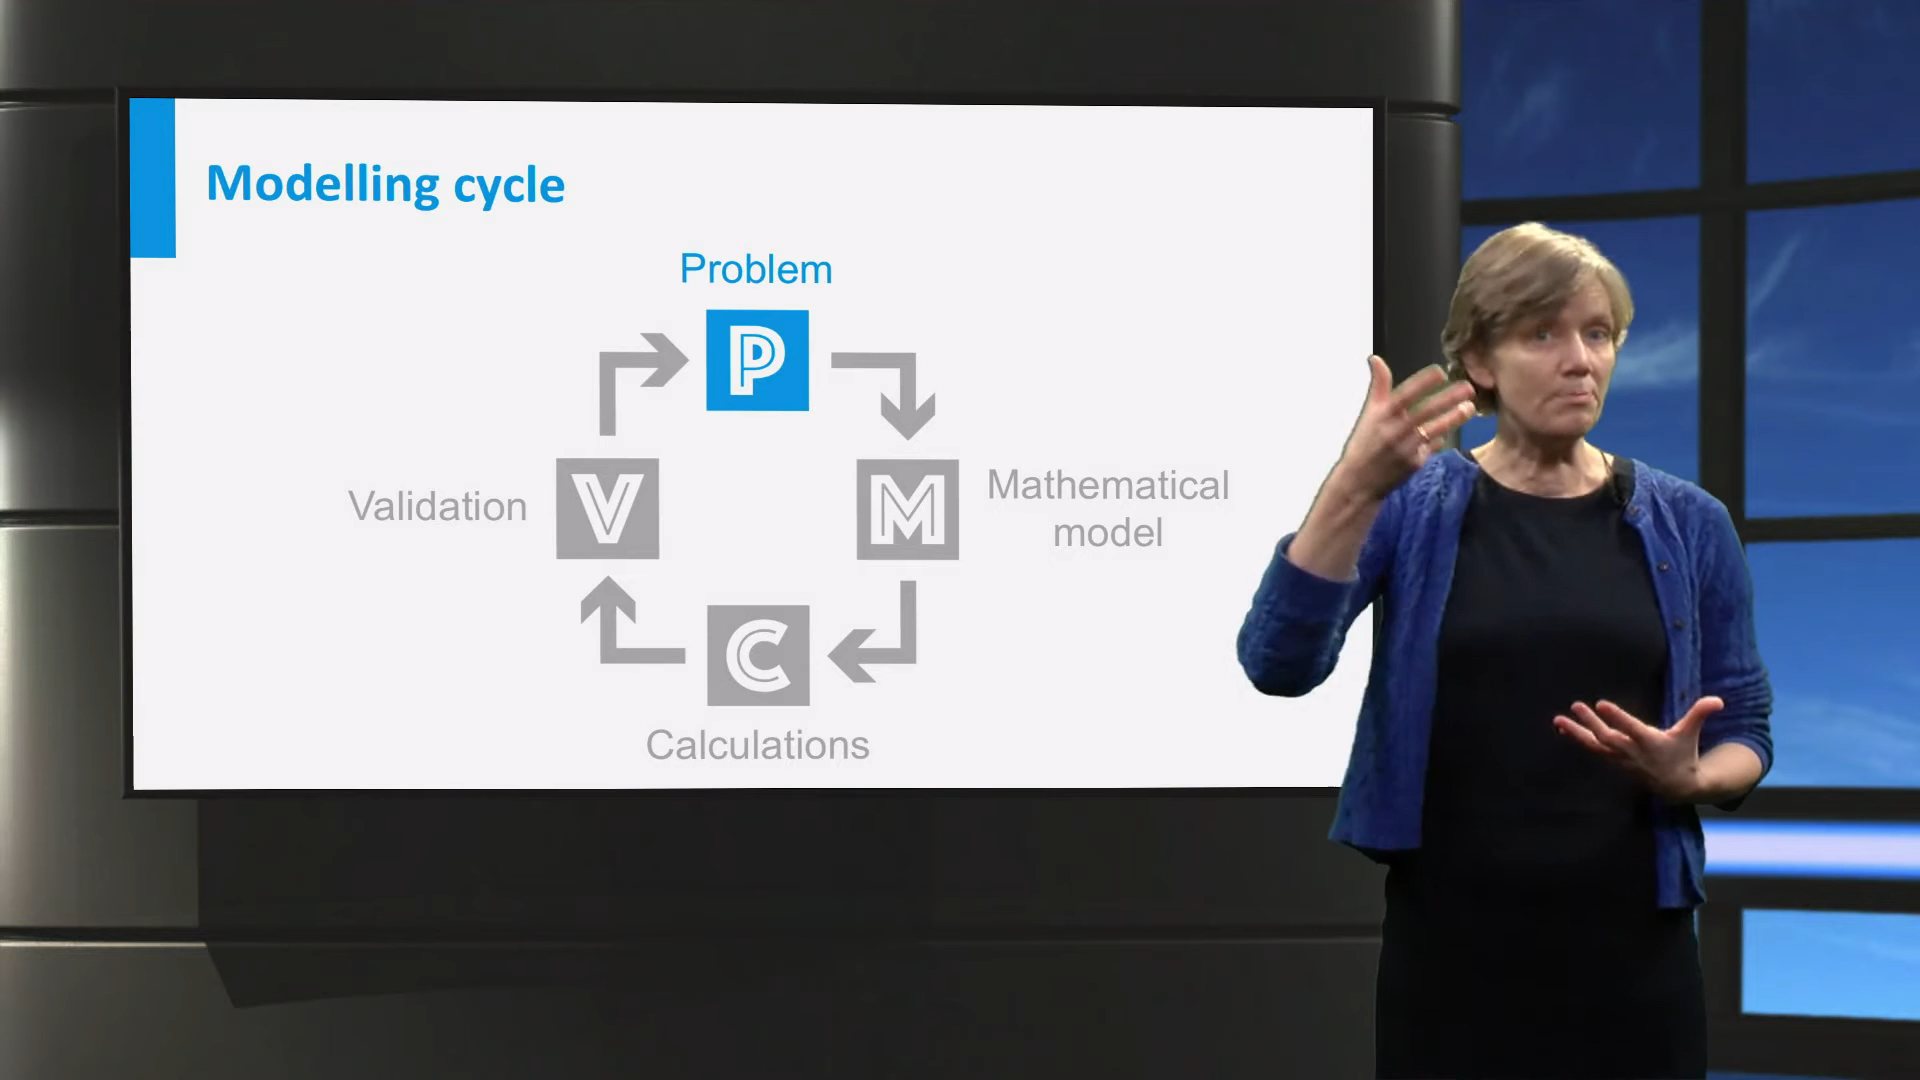 Modelling cycle
Problem
P
Validation
V
M
Mathematical
model
C
Calculations